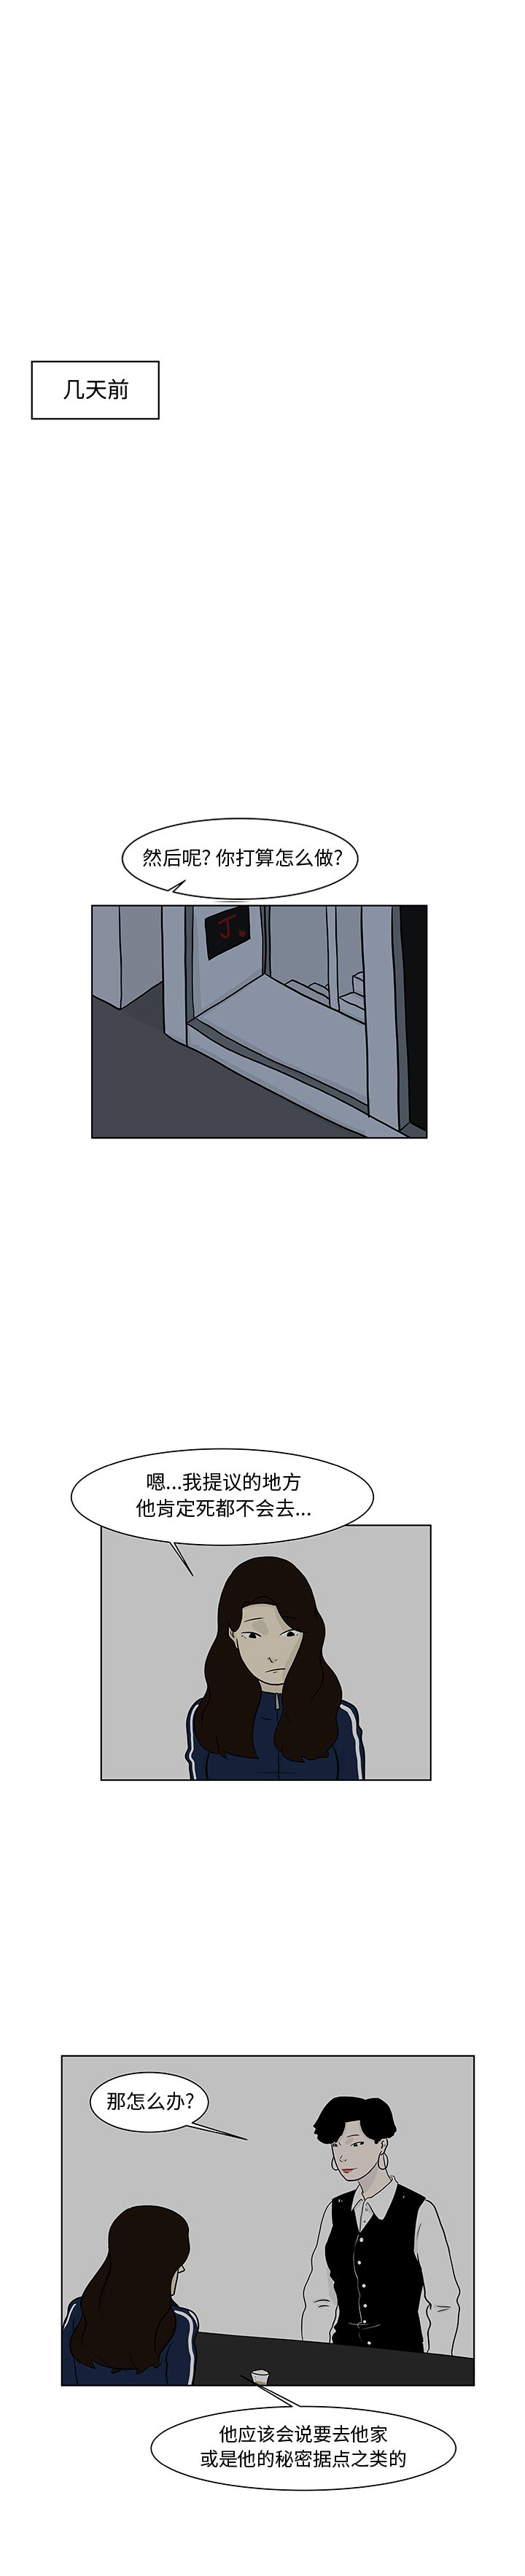 几天前
然后呢? 你打算怎么做?
J.
嗯...我提议的地方
他肯定死都不会去...
那怎么办?
他应该会说要去他家
或是他的秘密据点之类的